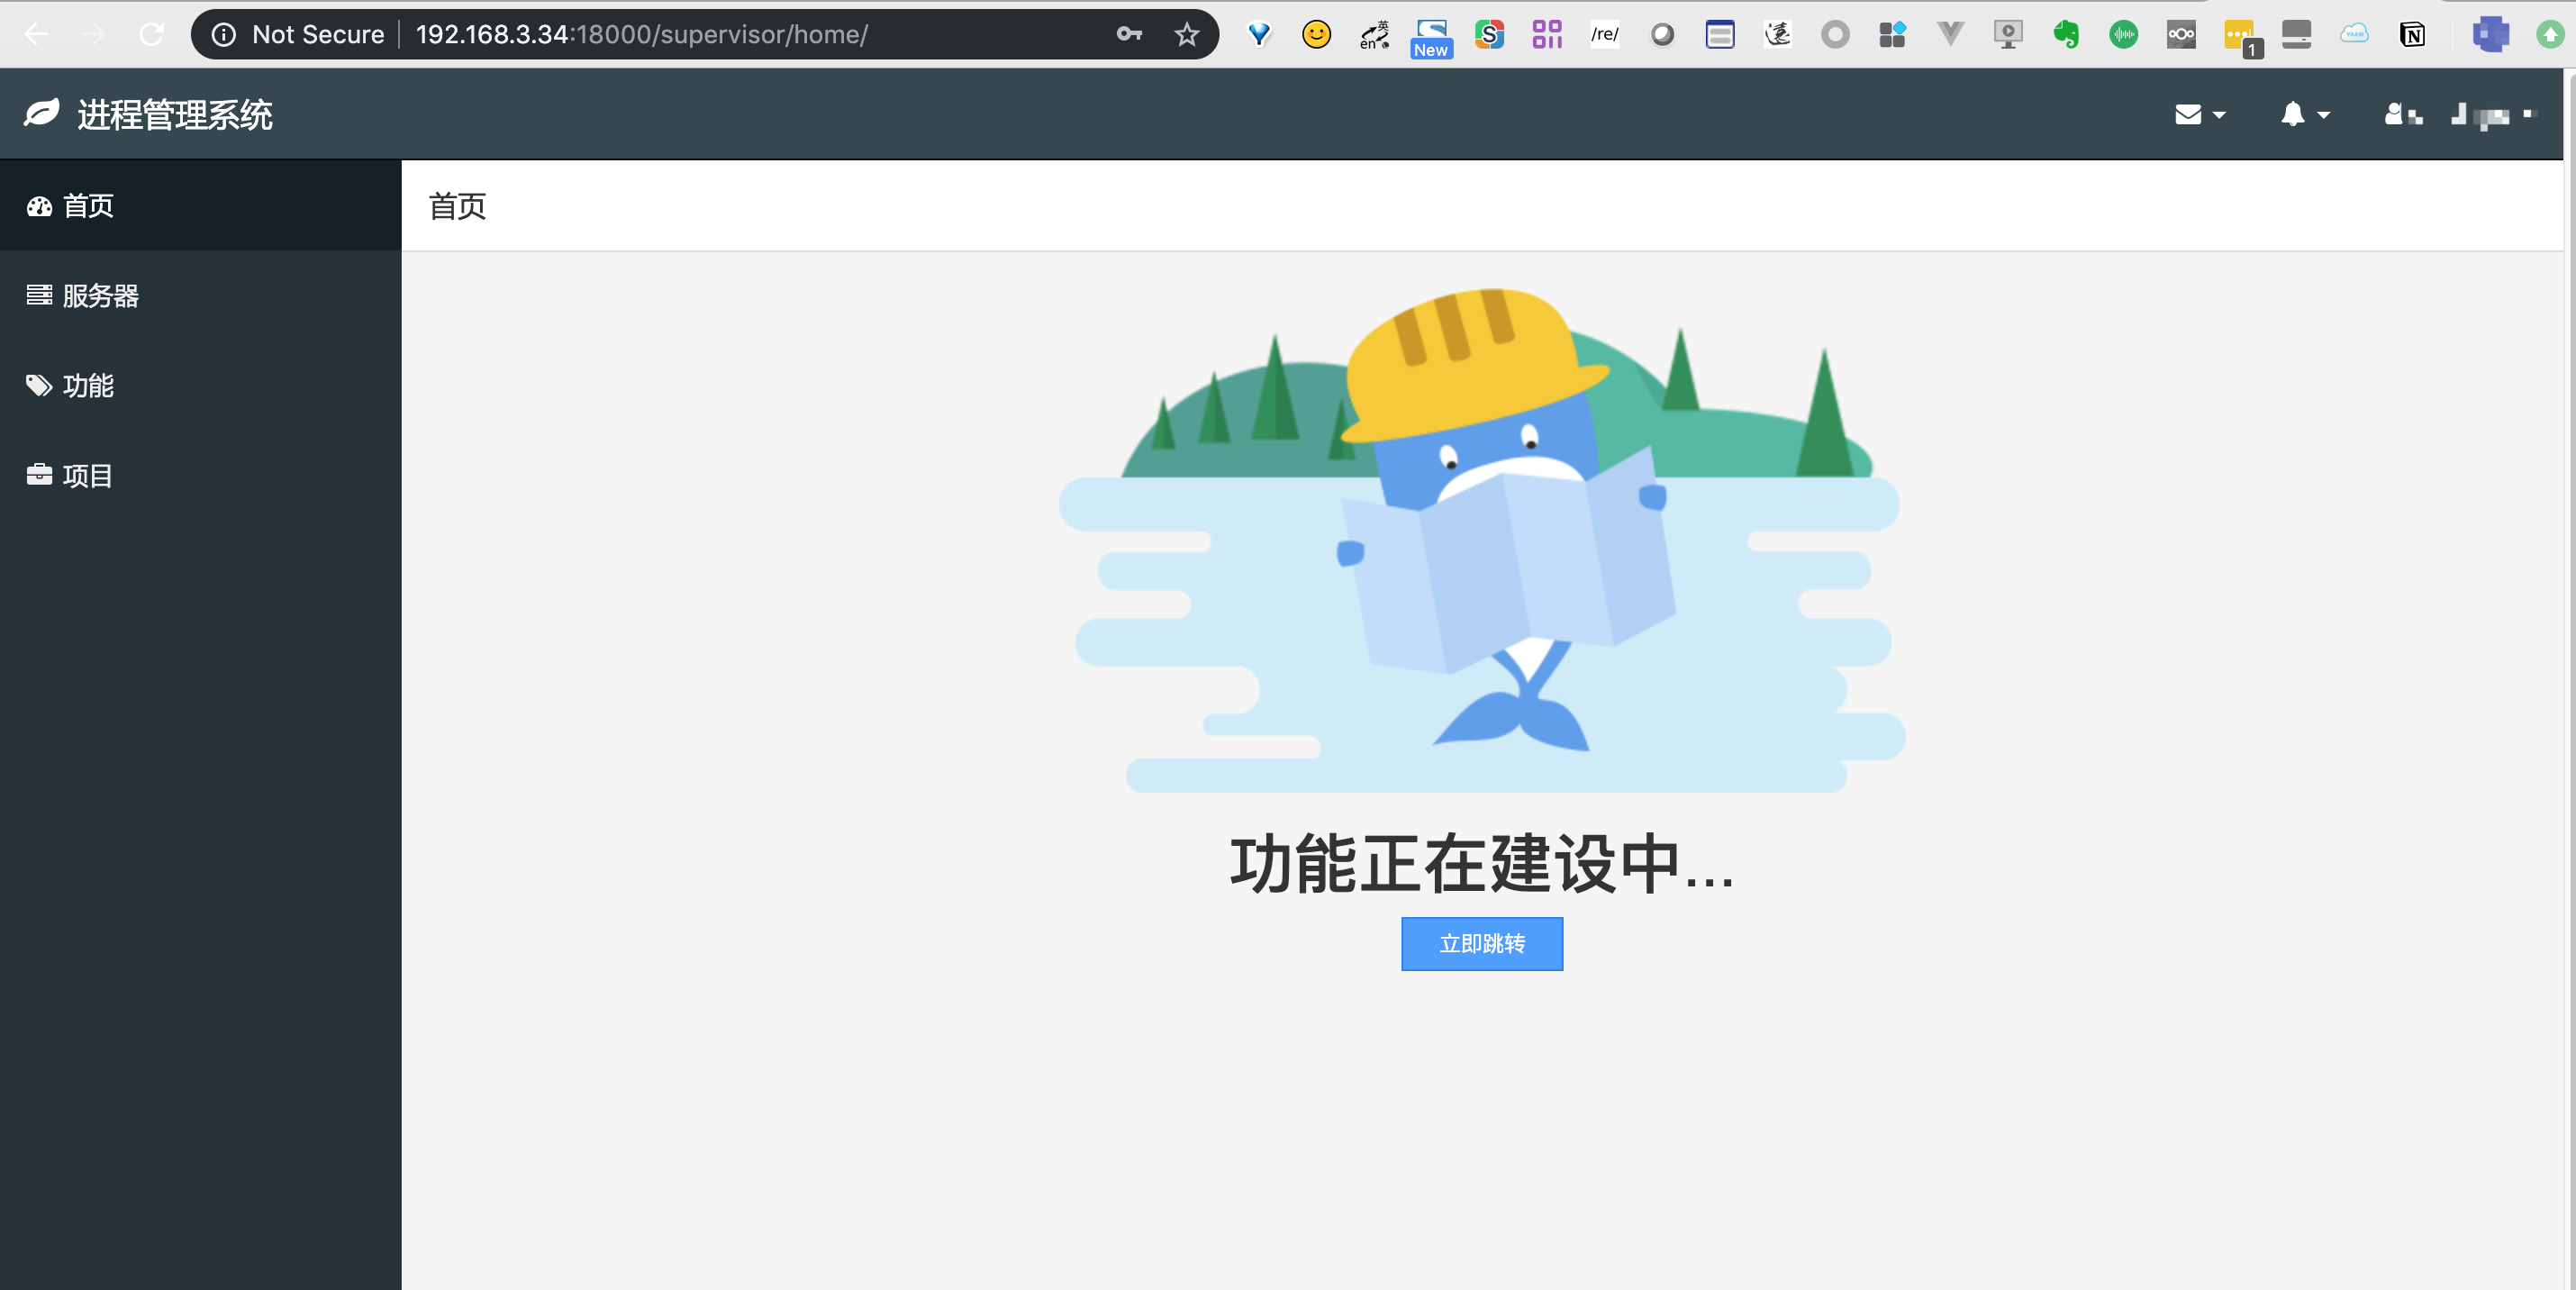 Not Secure 192.168.3.34:18000/supervisor/home/
英
en
New
S
/re/
1
N
进程管理系统
首页
首页
服务器
功能
项目
功能正在建设中...
立即跳转